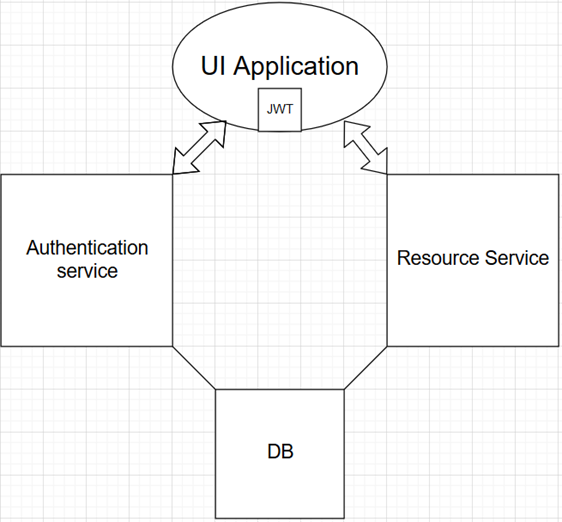 UI Application
JWT
Authentication
service
Resource Service
DB